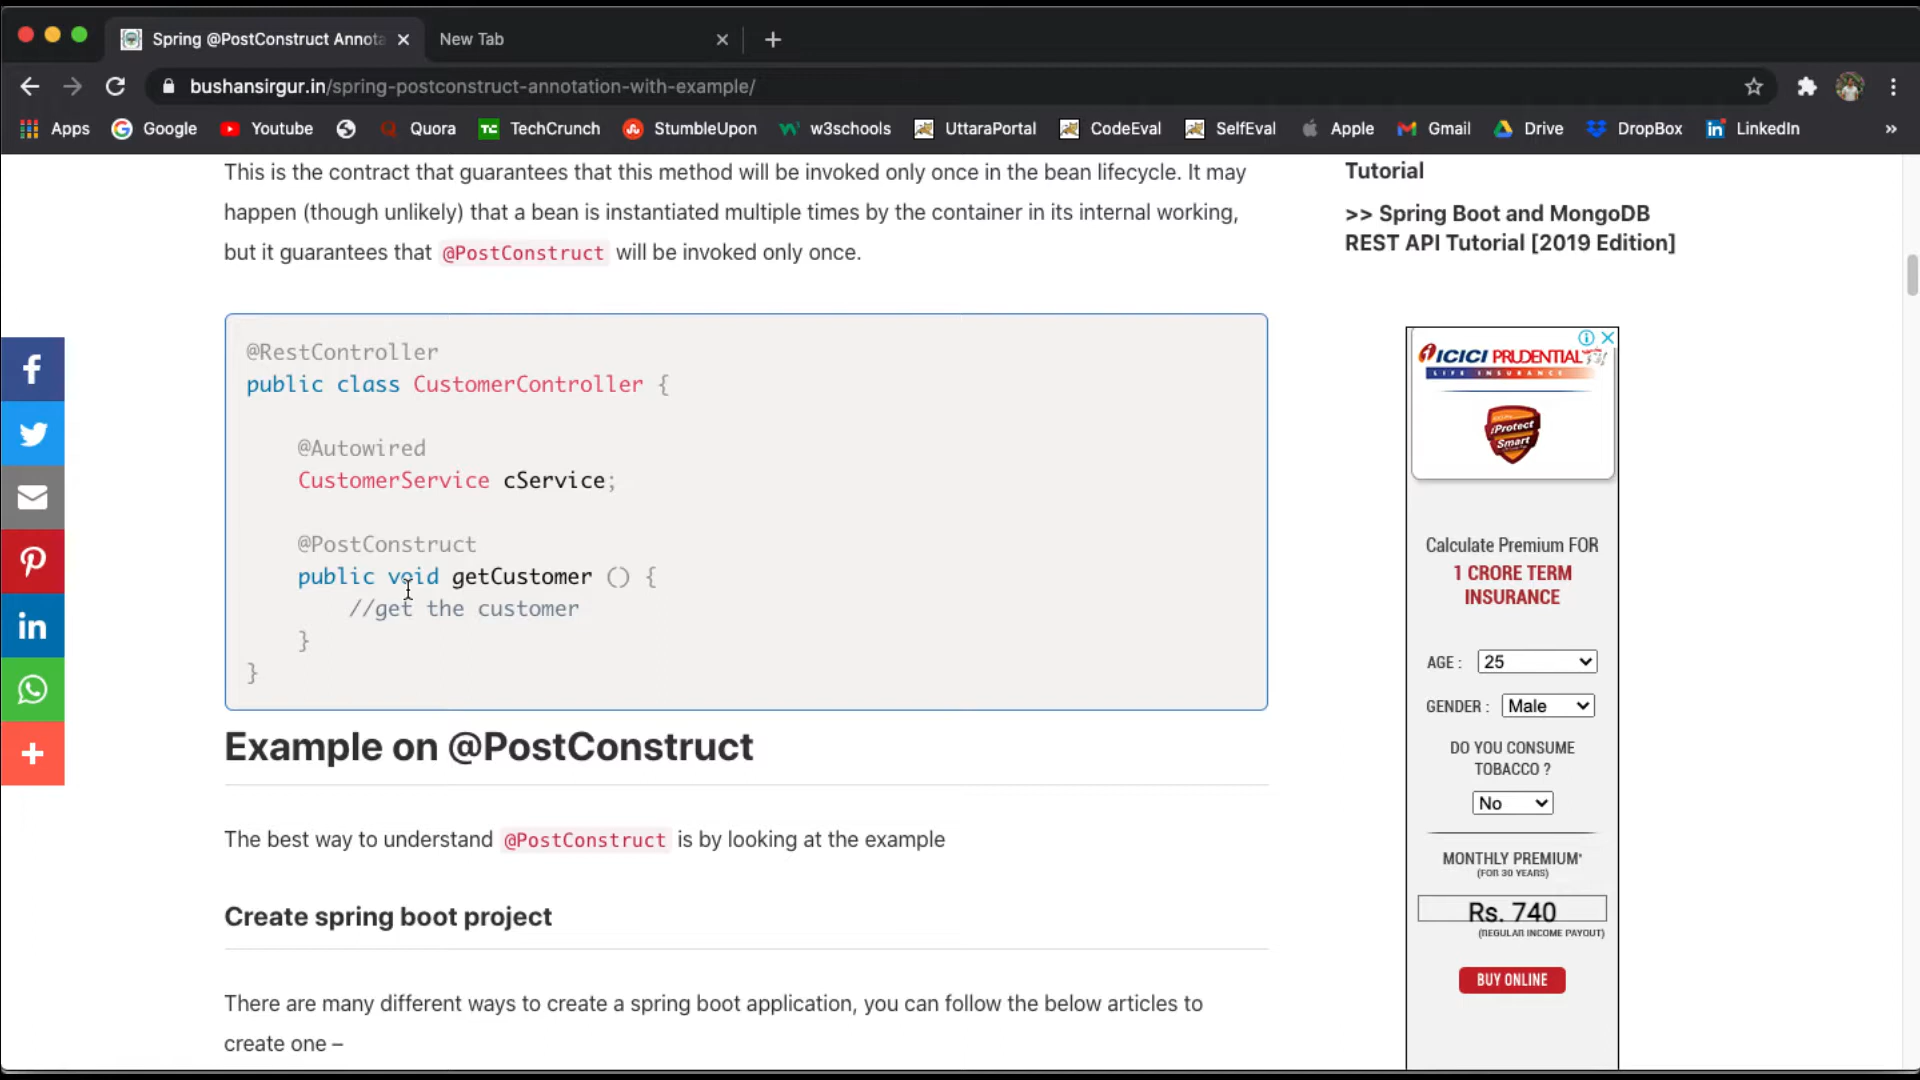 Spring @PostConstruct Annota
New Tab
bushansirgur.in/spring-postconstruct-annotation-with-example/
Apps Google Youtube Quora TechCrunch StumbleUpon w3schools UttaraPortal CodeEval SelfEval Apple Gmail Drive DropBox LinkedIn »
This is the contract that guarantees that this method will be invoked only once in the bean lifecycle. It may
happen (though unlikely) that a bean is instantiated multiple times by the container in its internal working,
but it guarantees that @PostConstruct will be invoked only once.
@RestController
public class CustomerController {
@Autowired
CustomerService cService;
@PostConstruct
public void getCustomer () {
//get the customer
}
}
Example on @PostConstruct
The best way to understand @PostConstruct is by looking at the example
Create spring boot project
There are many different ways to create a spring boot application, you can follow the below articles to
create one –
Tutorial
>> Spring Boot and MongoDB
REST API Tutorial [2019 Edition]
ICICI PRUDENTIAL
LIFE INSURANCE
iProtect
Smart
Calculate Premium FOR
1 CRORE TERM
INSURANCE
AGE : 25
GENDER : Male
DO YOU CONSUME
TOBACCO ?
No
MONTHLY PREMIUM*
(FOR 30 YEARS)
Rs. 740
(REGULAR INCOME PAYOUT)
BUY ONLINE